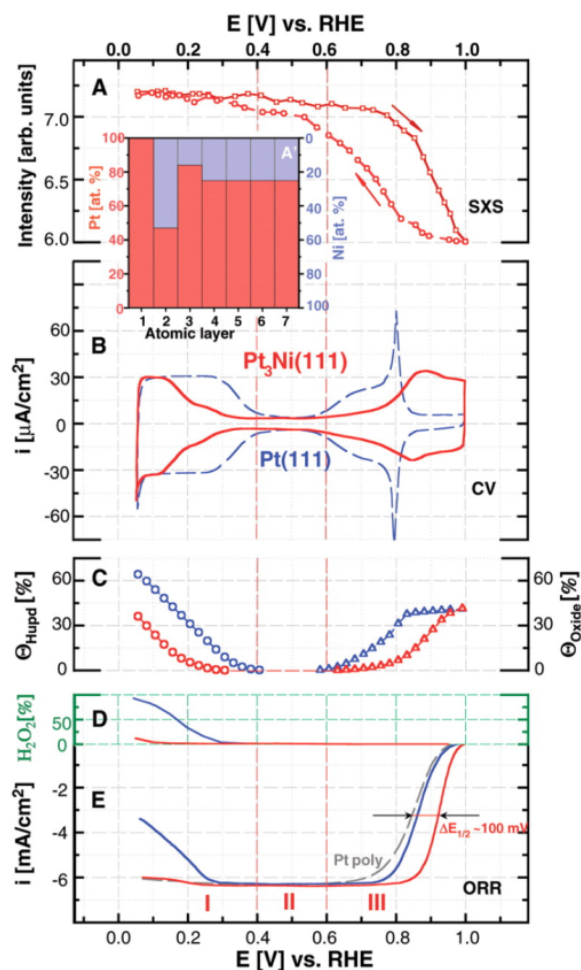 E [V] vs. RHE
0.0 0.2 0.4 0.6 0.8 1.0
A
Intensity [arb. units]
7.0
6.5
6.0
SXS
A'
Pt [at. %]
100
80
60
40
20
0
Ni [at. %]
0
20
40
60
80
100
1 2 3 4 5 6 7
Atomic layer
B
i [μA/cm²]
60
30
0
-30
-60
Pt₃Ni(111)
Pt(111)
CV
C
Θ_Hupd [%]
60
30
0
Θ_Oxide [%]
60
30
0
D
H₂O₂[%]
50
0
E
i [mA/cm²]
-2
-4
-6
ΔE₁/₂ ~100 mV
Pt poly
I II III
ORR
0.0 0.2 0.4 0.6 0.8 1.0
E [V] vs. RHE